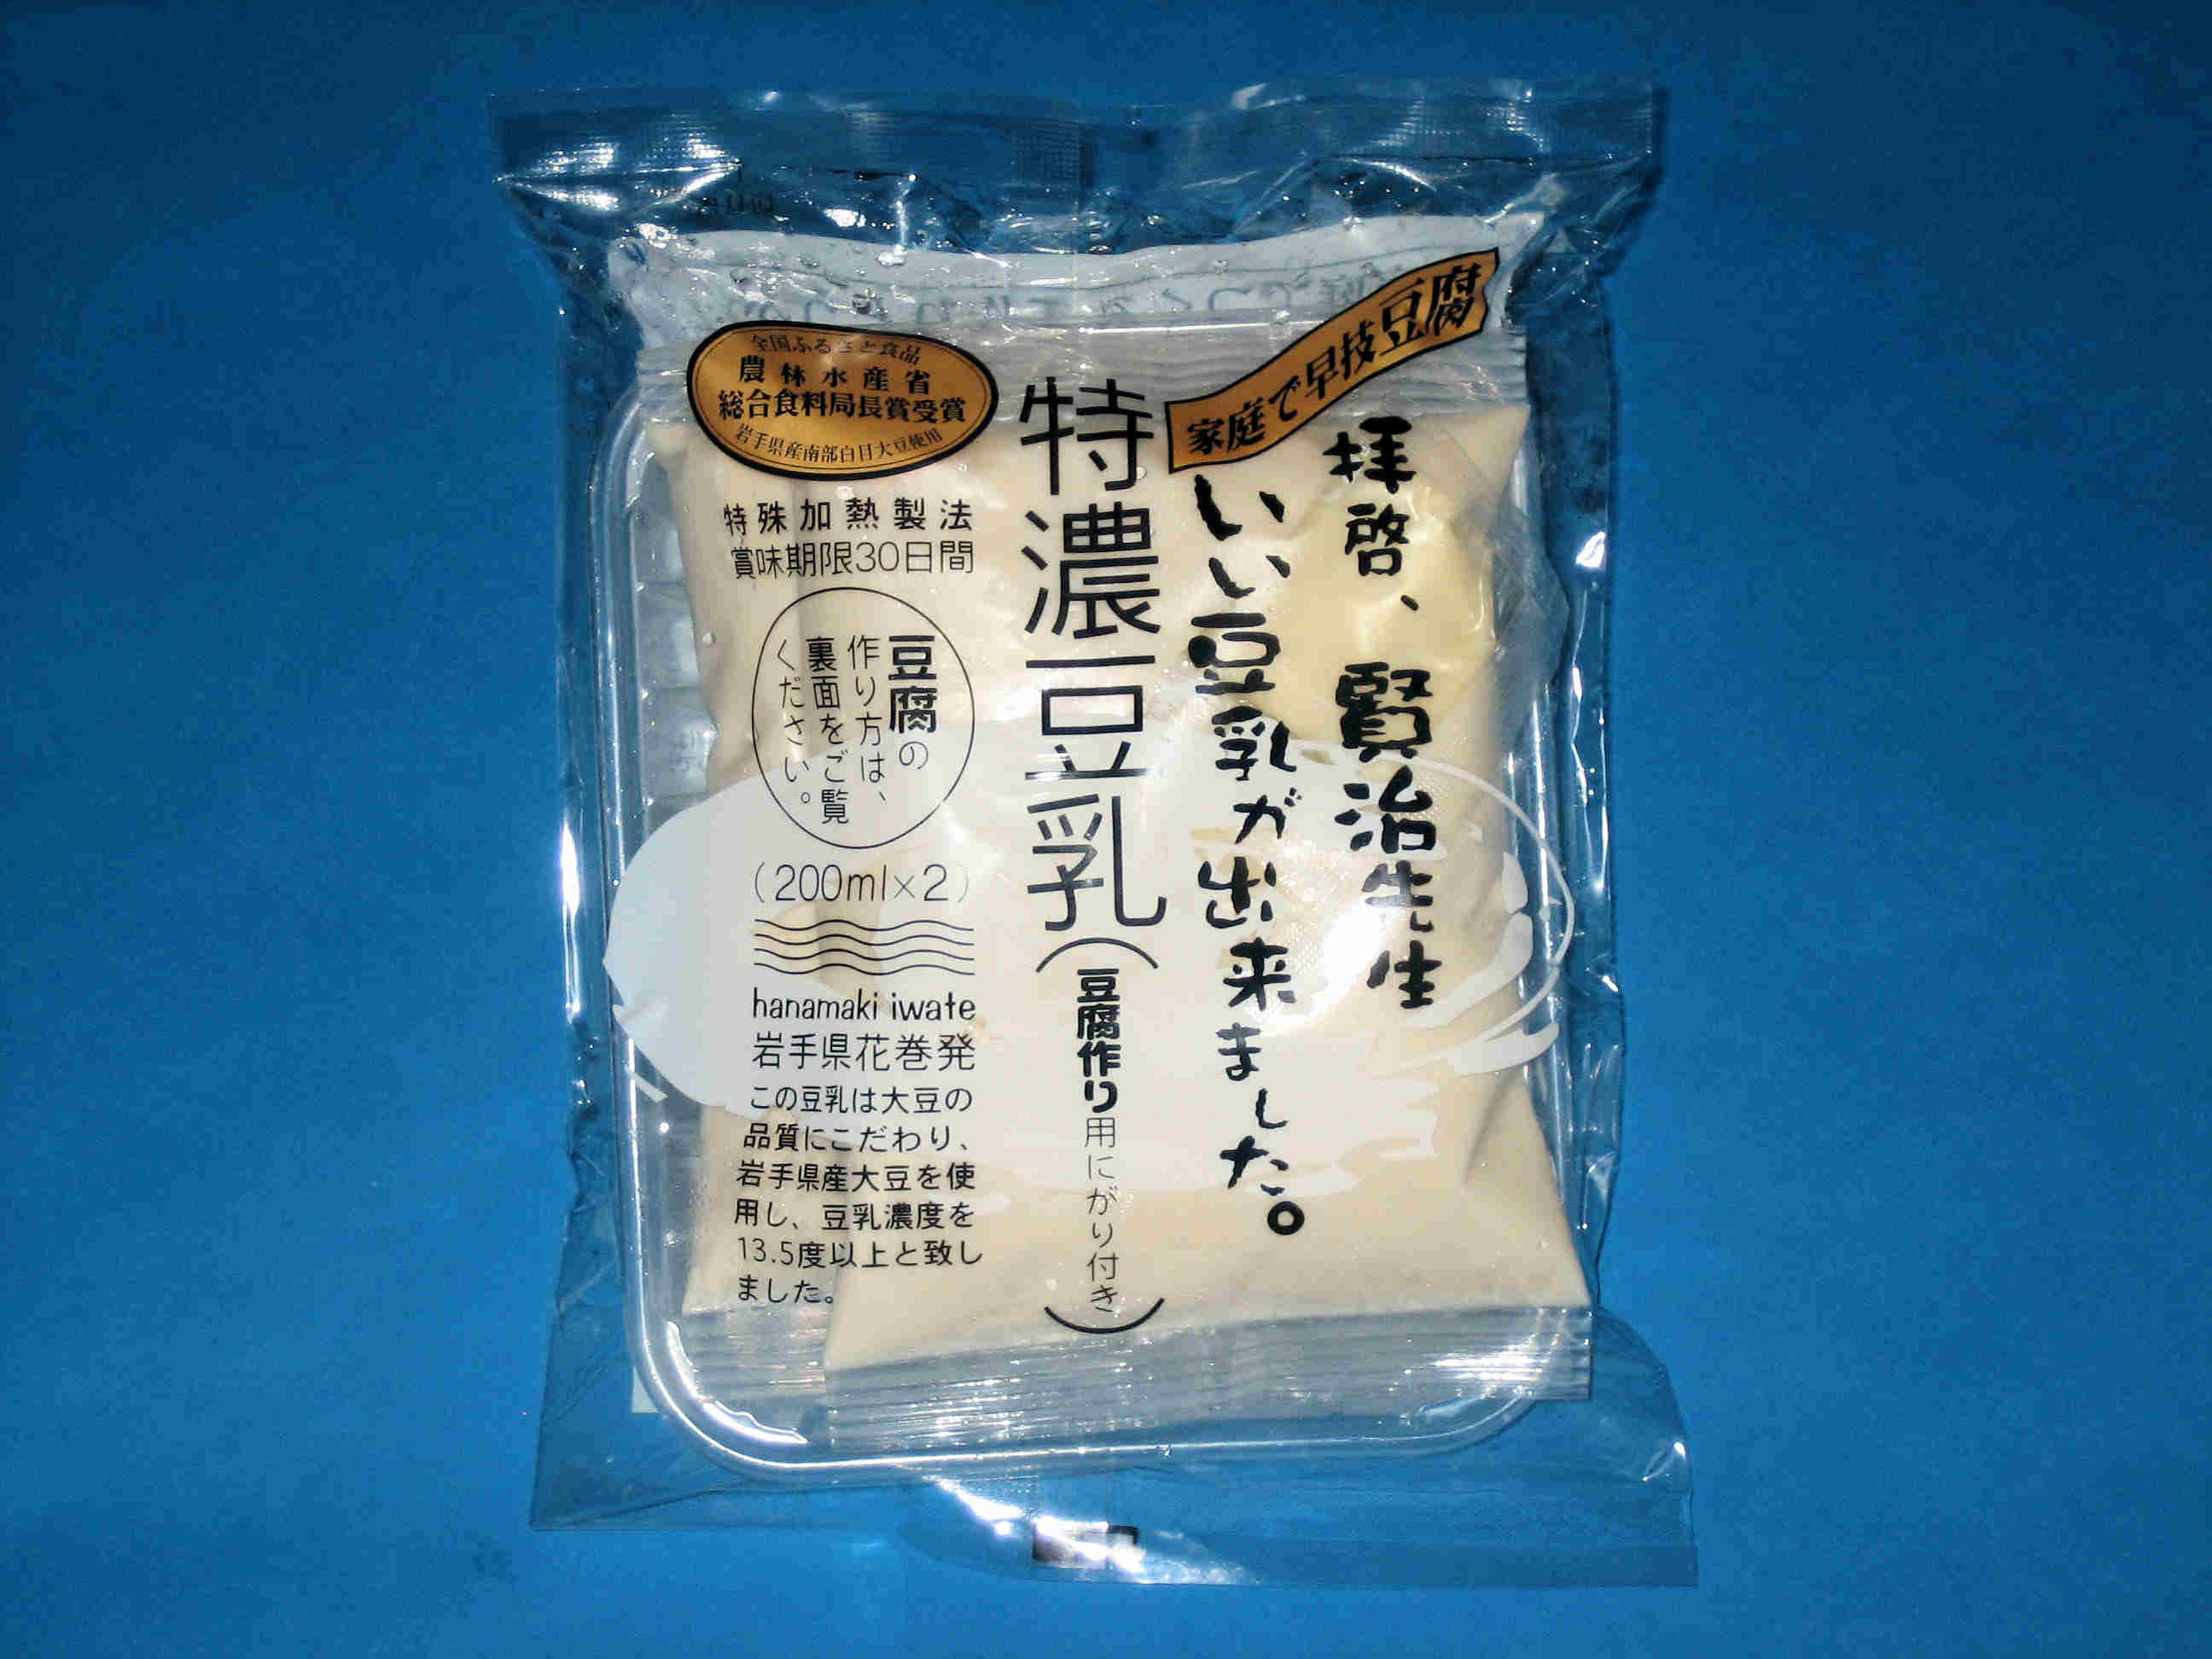 家庭で早技豆腐
拝啓、賢治先生
いい豆乳が出来ました。
特濃豆乳(豆腐作り用にがり付き)
全国ふるさと食品
農林水産省
総合食料局長賞受賞
岩手県産南部白目大豆使用
特殊加熱製法
賞味期限30日間
豆腐の
作り方は、
裏面をご覧
ください。
(200ml×2)
hanamaki iwate
岩手県花巻発
この豆乳は大豆の
品質にこだわり、
岩手県産大豆を使
用し、豆乳濃度を
13.5度以上と致し
ました。